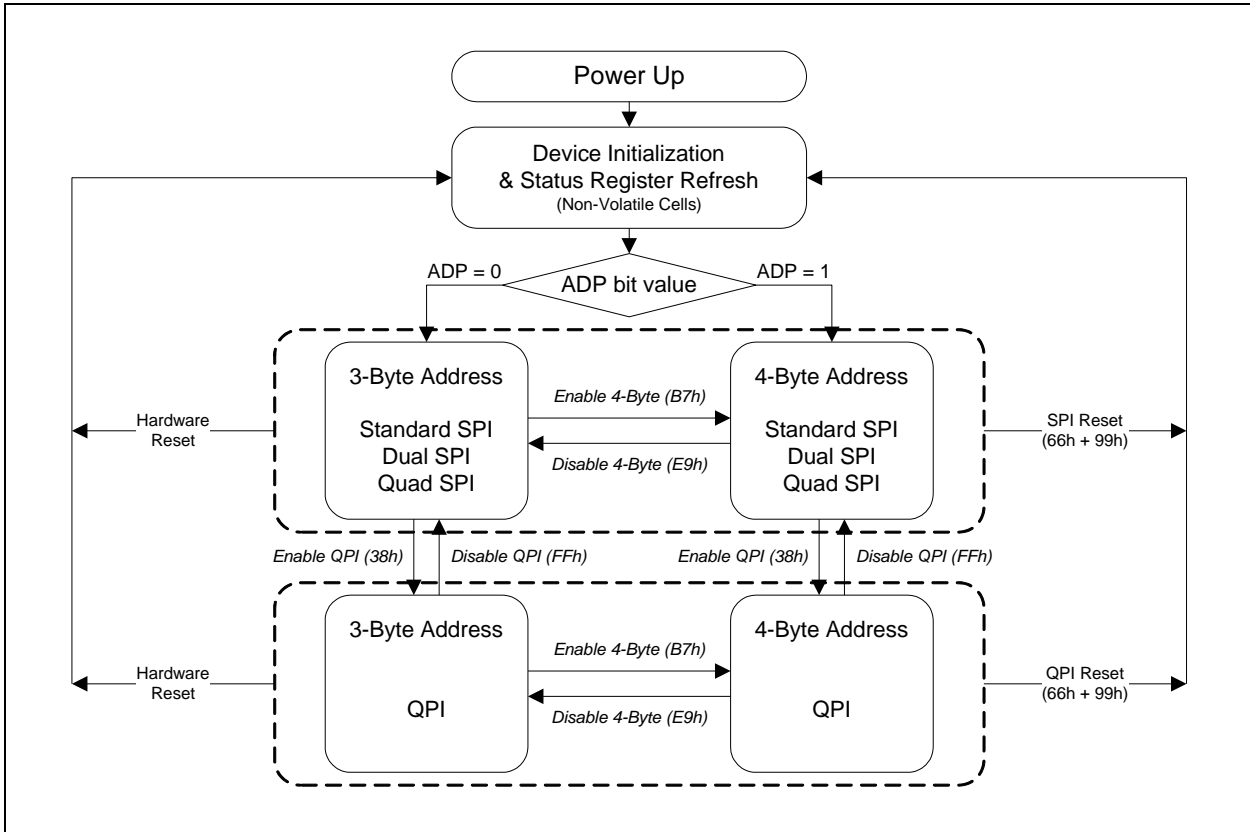 Power Up
Device Initialization
& Status Register Refresh
(Non-Volatile Cells)
ADP = 0
ADP bit value
ADP = 1
3-Byte Address
Standard SPI
Dual SPI
Quad SPI
Enable 4-Byte (B7h)
Disable 4-Byte (E9h)
4-Byte Address
Standard SPI
Dual SPI
Quad SPI
Hardware
Reset
SPI Reset
(66h + 99h)
Enable QPI (38h)
Disable QPI (FFh)
Enable QPI (38h)
Disable QPI (FFh)
3-Byte Address
QPI
Enable 4-Byte (B7h)
Disable 4-Byte (E9h)
4-Byte Address
QPI
Hardware
Reset
QPI Reset
(66h + 99h)